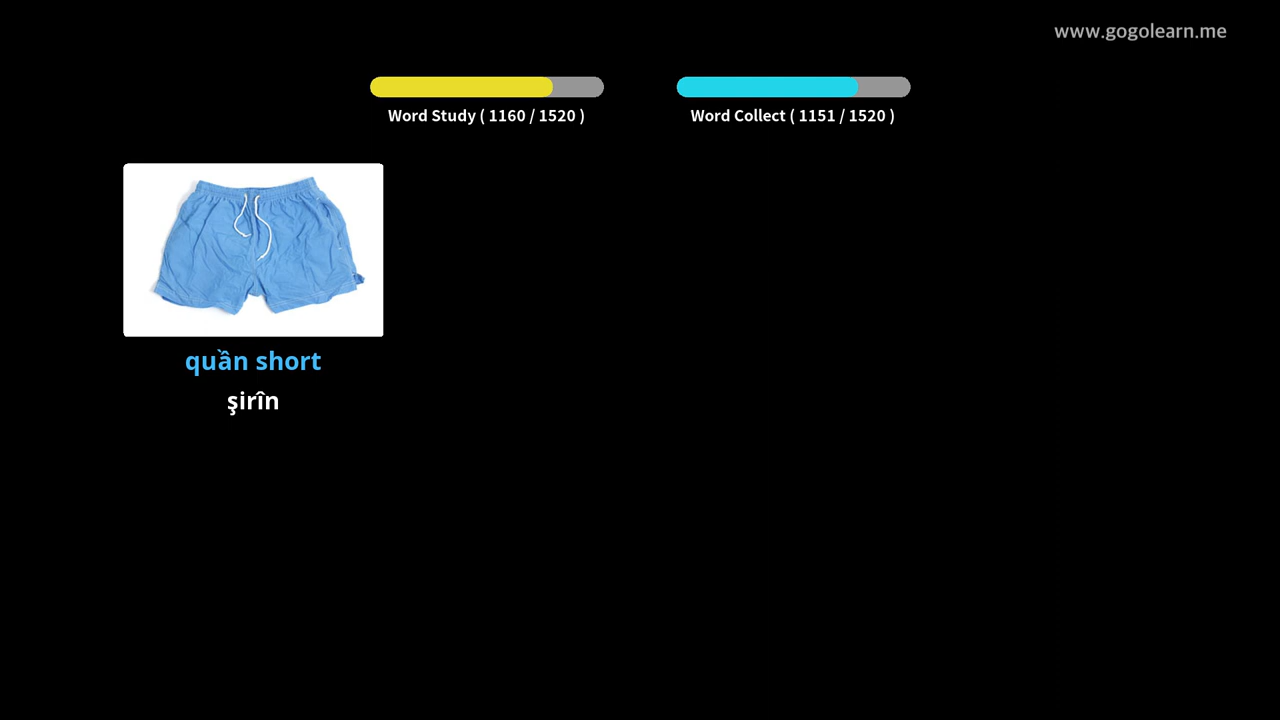 www.gogolearn.me
Word Study ( 1160 / 1520 )
Word Collect ( 1151 / 1520 )
quần short
şirîn